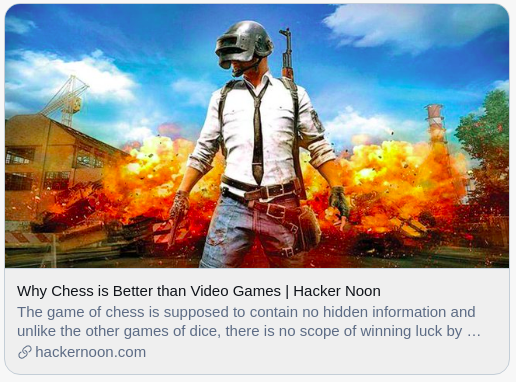 Why Chess is Better than Video Games | Hacker Noon
The game of chess is supposed to contain no hidden information and
unlike the other games of dice, there is no scope of winning luck by …
hackernoon.com